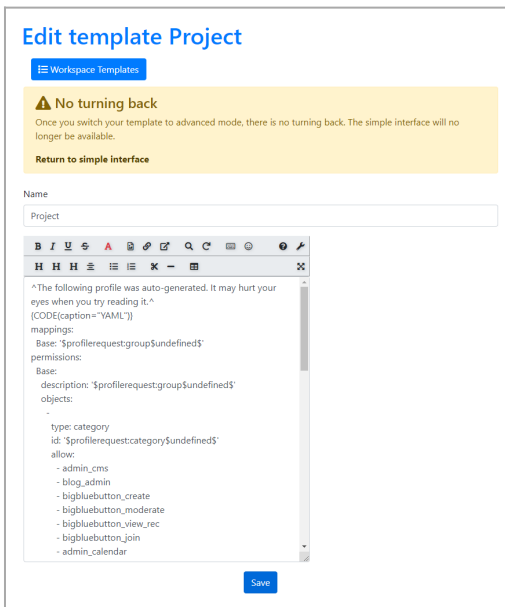 Edit template Project
Workspace Templates
No turning back
Once you switch your template to advanced mode, there is no turning back. The simple interface will no
longer be available.
Return to simple interface
Name
Project
B I U S A
H H H
^The following profile was auto-generated. It may hurt your
eyes when you try reading it.^
{CODE(caption="YAML")}
mappings:
Base: '$profilerequest:group$undefined$'
permissions:
Base:
description: '$profilerequest:group$undefined$'
objects:
-
type: category
id: '$profilerequest:category$undefined$'
allow:
- admin_cms
- blog_admin
- bigbluebutton_create
- bigbluebutton_moderate
- bigbluebutton_view_rec
- bigbluebutton_join
- admin_calendar
Save